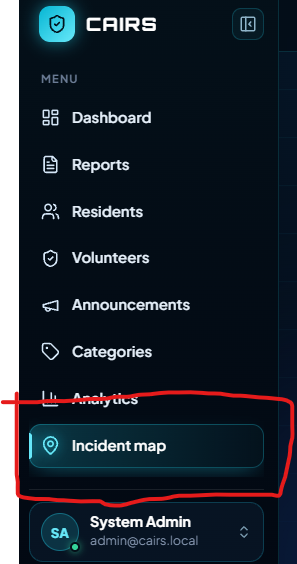 CAIRS
MENU
Dashboard
Reports
Residents
Volunteers
Announcements
Categories
Analytics
Incident map
SA
System Admin
admin@cairs.local